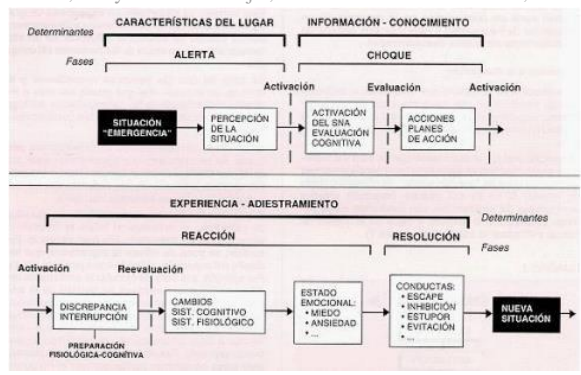 CARACTERÍSTICAS DEL LUGAR
INFORMACIÓN - CONOCIMIENTO
Determinantes
Fases
ALERTA
CHOQUE
Activación
Evaluación
Activación
SITUACIÓN
"EMERGENCIA"
PERCEPCIÓN
DE LA
SITUACIÓN
ACTIVACIÓN
DEL SNA
EVALUACIÓN
COGNITIVA
ACCIONES
PLANES
DE ACCIÓN
EXPERIENCIA - ADIESTRAMIENTO
Determinantes
REACCIÓN
RESOLUCIÓN
Fases
Activación
Reevaluación
DISCREPANCIA
INTERRUPCIÓN
PREPARACIÓN
FISIOLÓGICA-COGNITIVA
CAMBIOS
SIST. COGNITIVO
SIST. FISIOLÓGICO
ESTADO
EMOCIONAL:
• MIEDO
• ANSIEDAD
• ...
CONDUCTAS:
• ESCAPE
• INHIBICIÓN
• ESTUPOR
• EVITACIÓN
• ...
NUEVA
SITUACIÓN